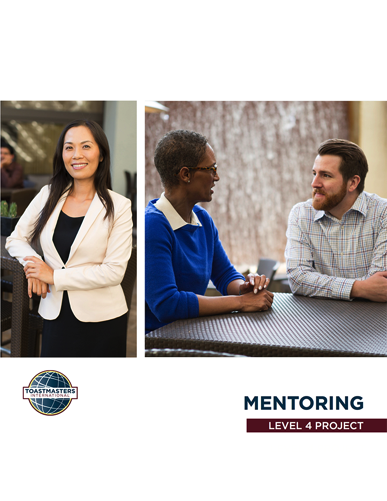 TOASTMASTERS
INTERNATIONAL
MENTORING
LEVEL 4 PROJECT